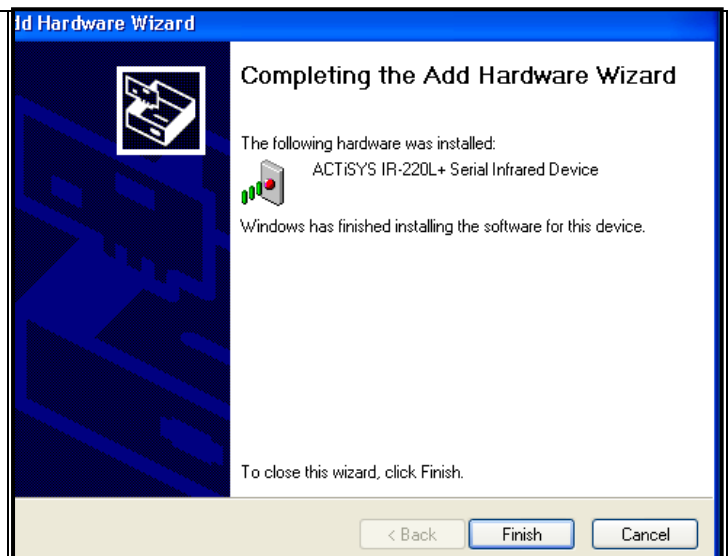 dd Hardware Wizard
Completing the Add Hardware Wizard
The following hardware was installed:
ACTiSYS IR-220L+ Serial Infrared Device
Windows has finished installing the software for this device.
To close this wizard, click Finish.
< Back Finish Cancel